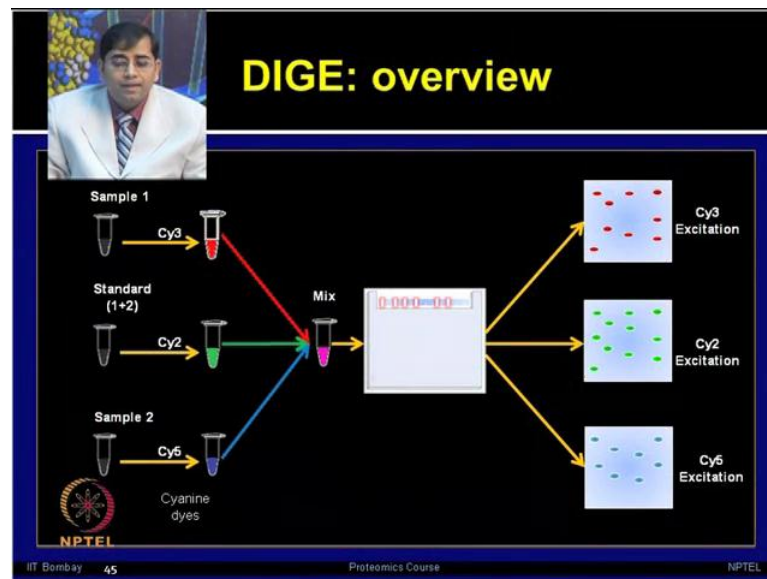 DIGE: overview
Sample 1
Cy3
Standard
(1+2)
Cy2
Sample 2
Cy5
Cyanine
dyes
Mix
Cy3
Excitation
Cy2
Excitation
Cy5
Excitation
NPTEL
IIT Bombay 45 Proteomics Course NPTEL